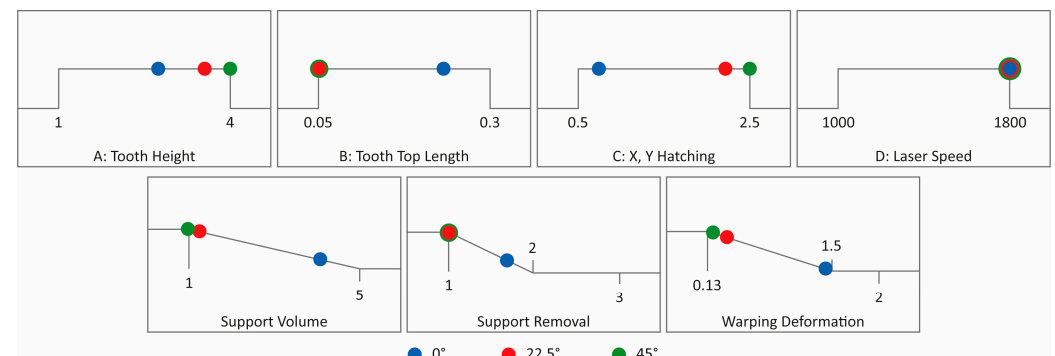 1 4
A: Tooth Height
0.05 0.3
B: Tooth Top Length
0.5 2.5
C: X, Y Hatching
1000 1800
D: Laser Speed
1 5
Support Volume
2
1 3
Support Removal
1.5
0.13 2
Warping Deformation
0° 22.5° 45°